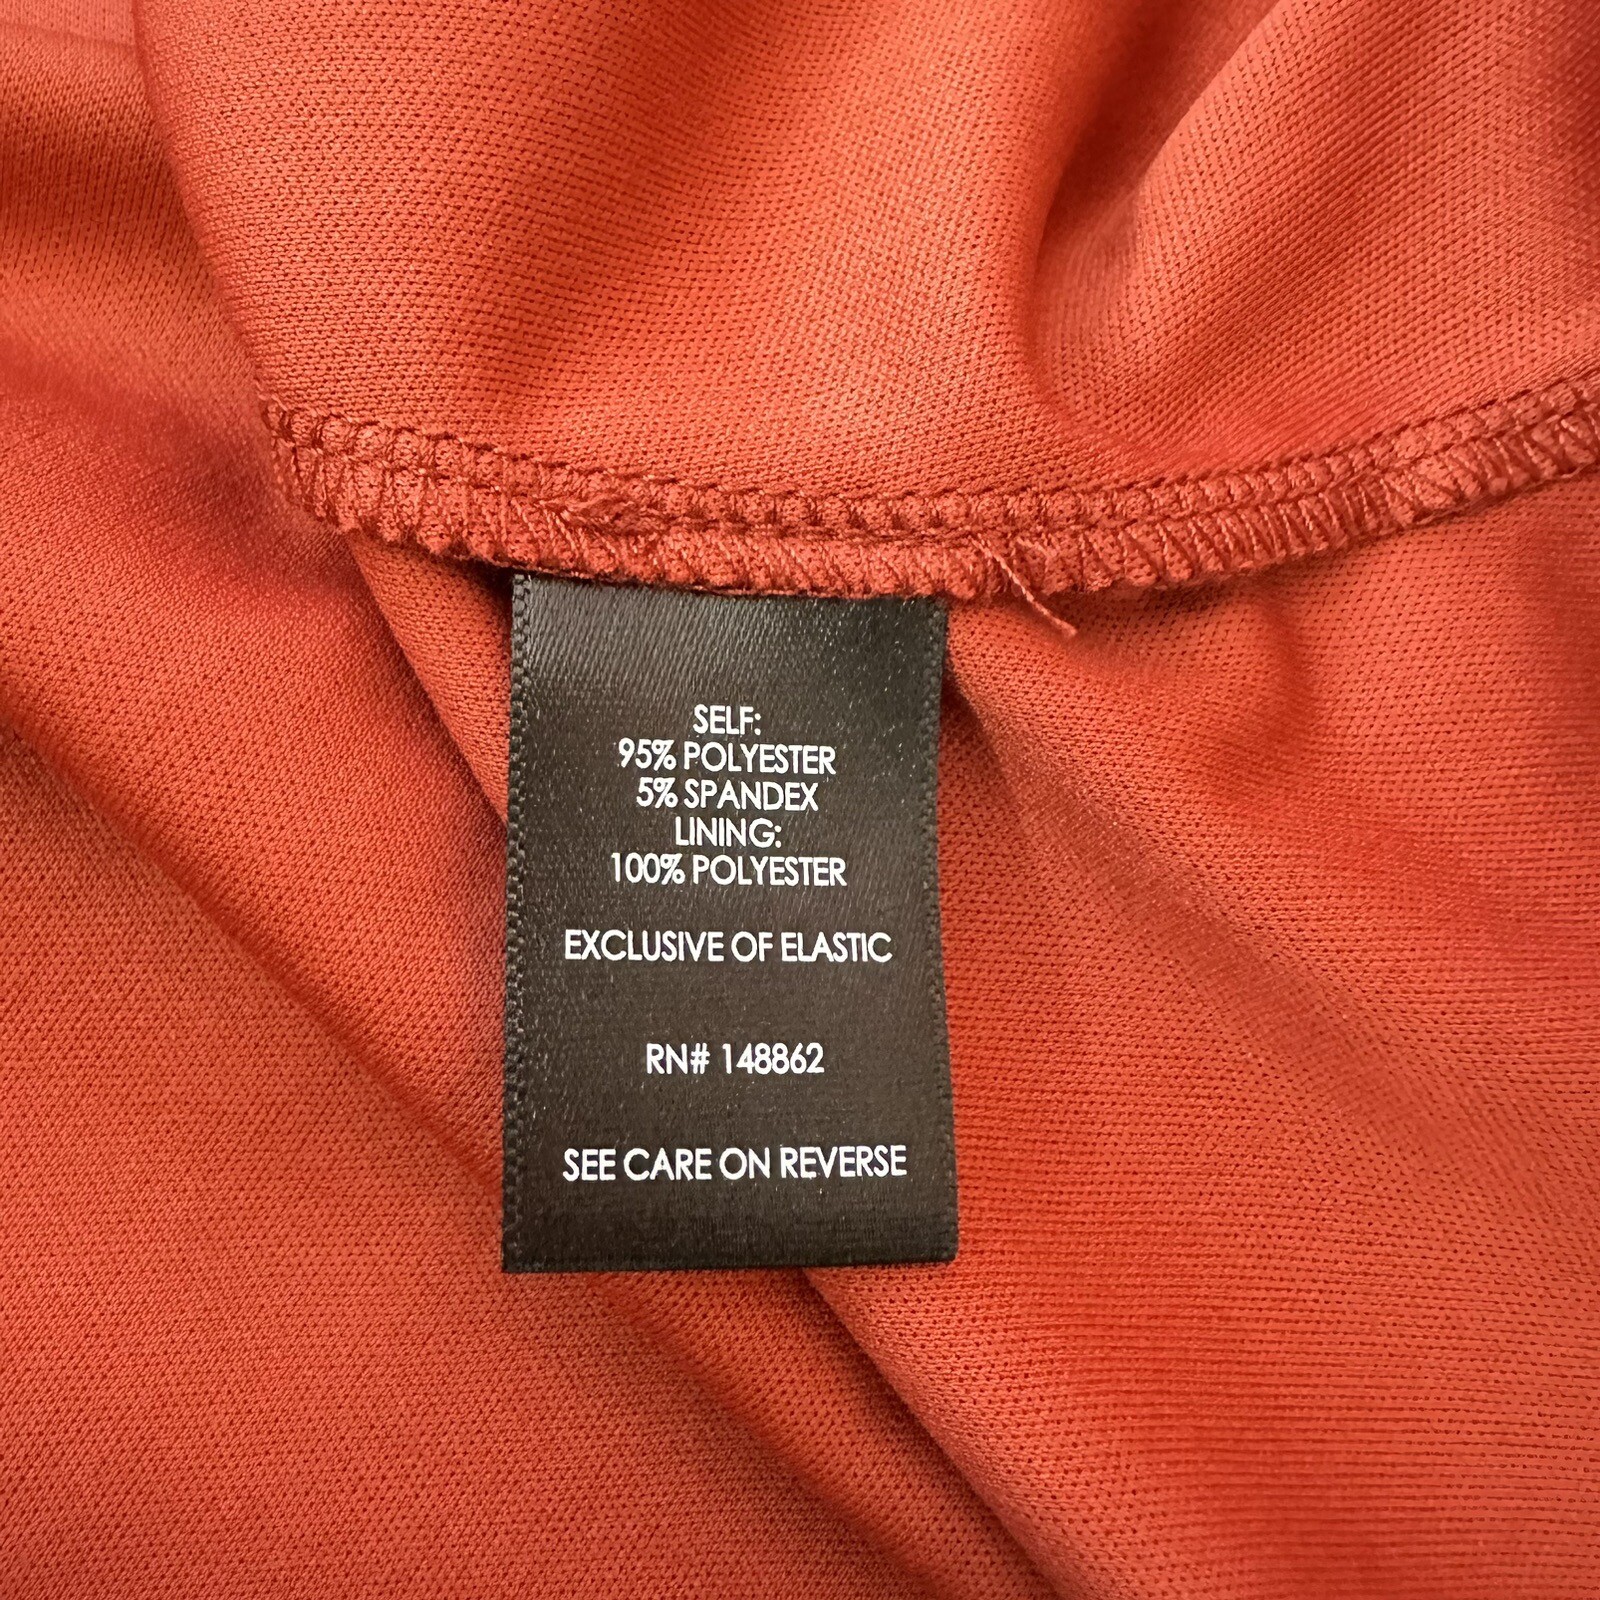 SELF:
95% POLYESTER
5% SPANDEX
LINING:
100% POLYESTER
EXCLUSIVE OF ELASTIC
RN# 148862
SEE CARE ON REVERSE